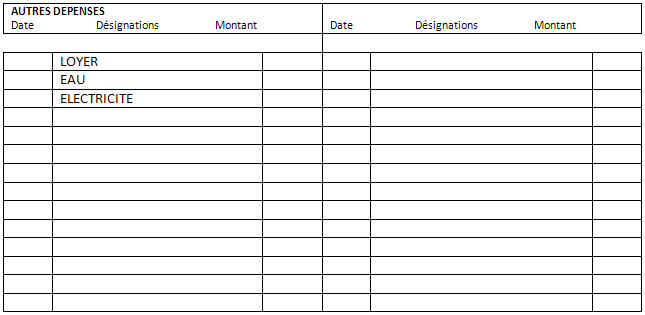 AUTRES DEPENSES
Date Désignations Montant Date Désignations Montant
LOYER
EAU
ELECTRICITE